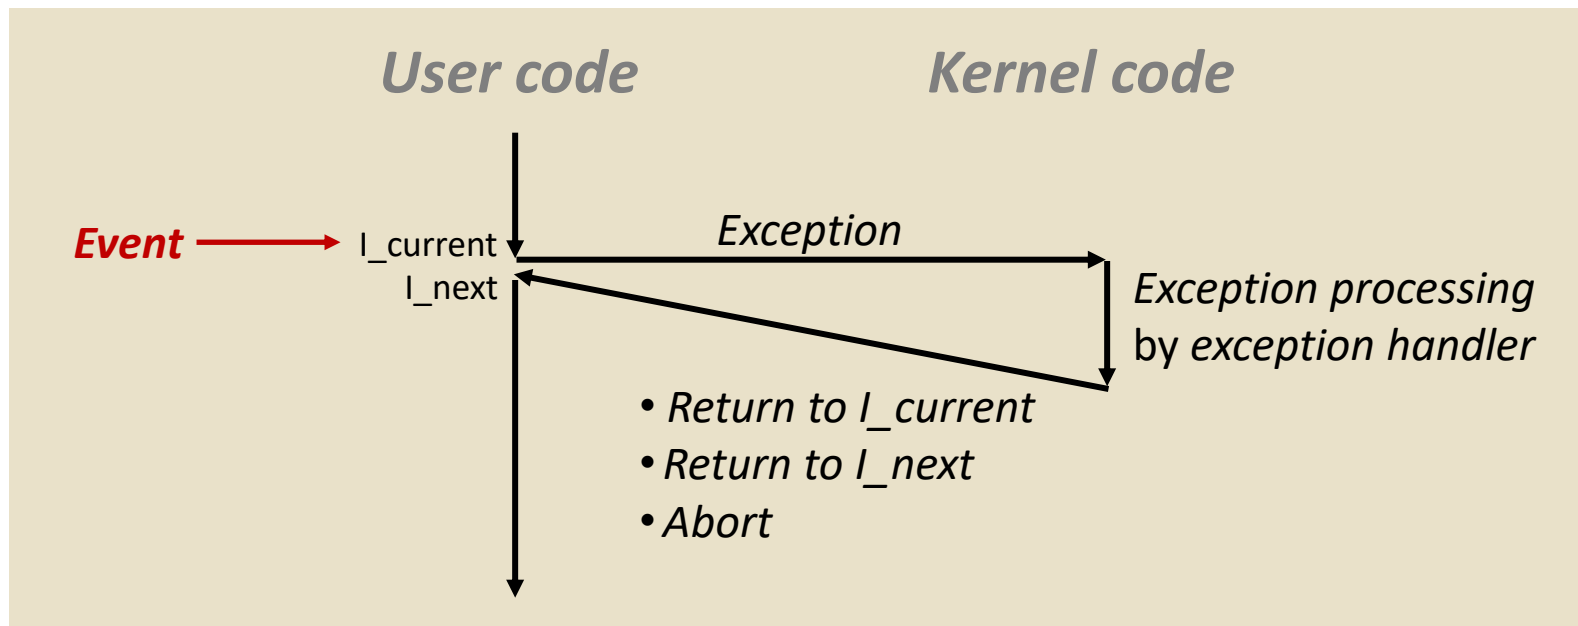 User code
Kernel code
Event
I_current
Exception
I_next
Exception processing
by exception handler
• Return to I_current
• Return to I_next
• Abort